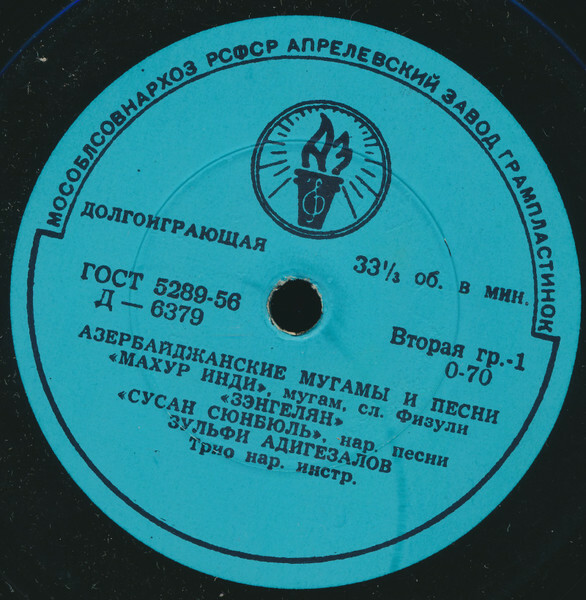 МОСОБЛСОВНАРХОЗ РСФСР АПРЕЛЕВСКИЙ ЗАВОД ГРАМПЛАСТИНОК
АЗ
ДОЛГОИГРАЮЩАЯ
33⅓ об. в мин.
ГОСТ 5289-56
Д — 6379
Вторая гр.-1
0-70
АЗЕРБАЙДЖАНСКИЕ МУГАМЫ И ПЕСНИ
«МАХУР ИНДИ», мугам, сл. Физули
«ЗЭНГЕЛЯН»
«СУСАН СЮНБЮЛЬ», нар. песни
ЗУЛЬФИ АДИГЕЗАЛОВ
Трио нар. инстр.